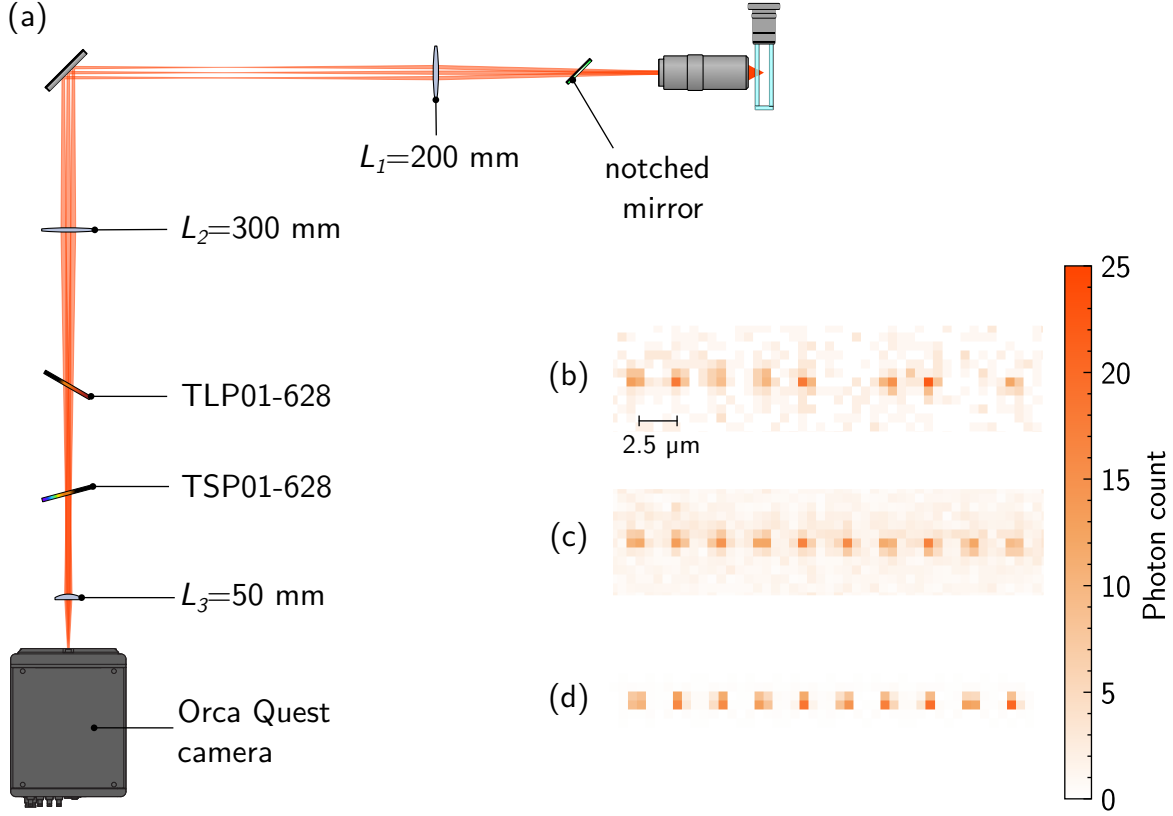 (a)
L1=200 mm
notched
mirror
L2=300 mm
TLP01-628
TSP01-628
L3=50 mm
Orca Quest
camera
(b)
2.5 µm
(c)
(d)
25
20
15
10
5
0
Photon count